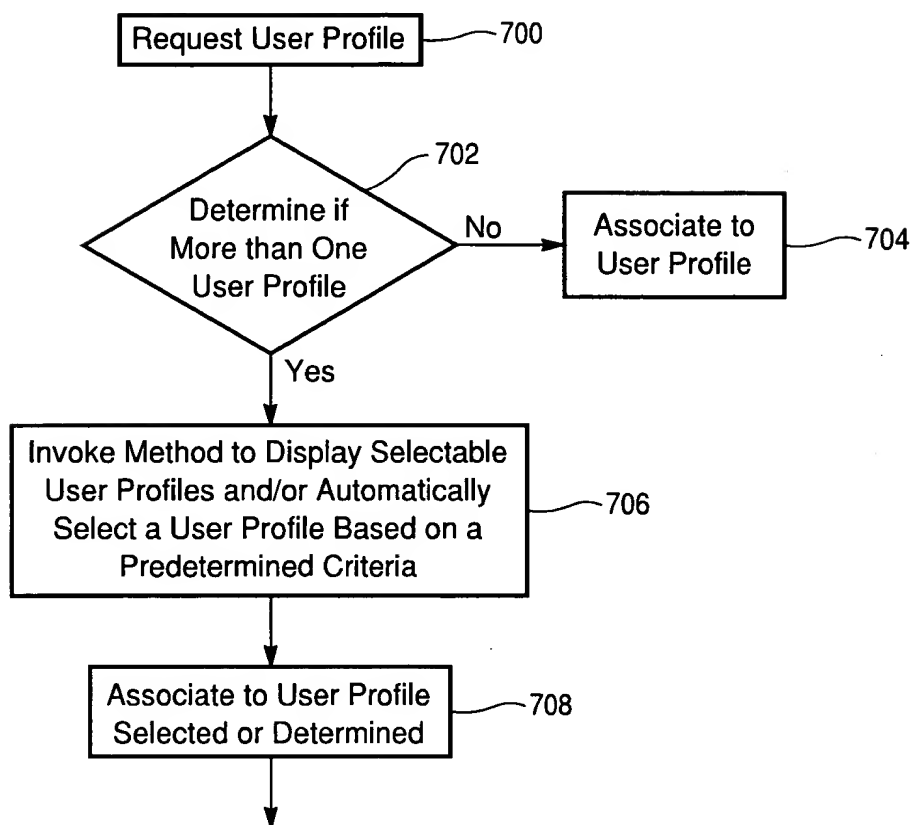 Request User Profile
700
702
Determine if
More than One
User Profile
No
Associate to
User Profile
704
Yes
Invoke Method to Display Selectable
User Profiles and/or Automatically
Select a User Profile Based on a
Predetermined Criteria
706
Associate to User Profile
Selected or Determined
708